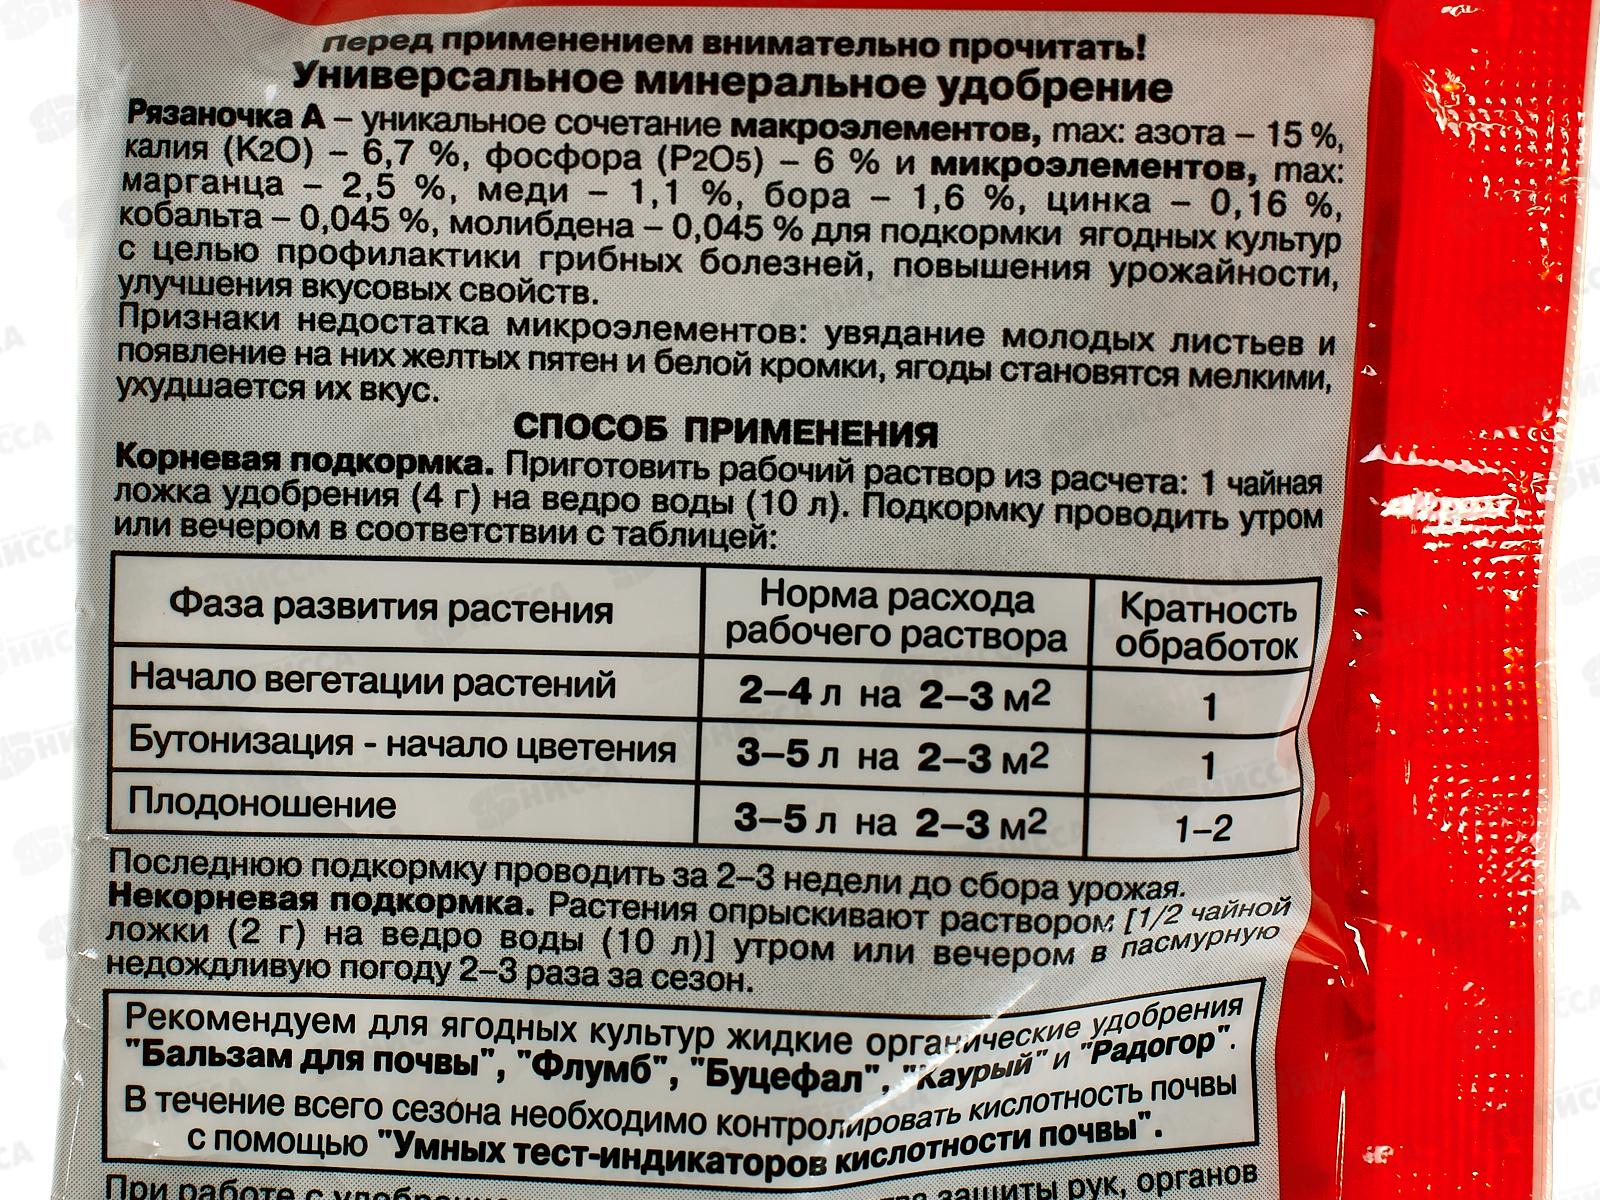 Перед применением внимательно прочитать!
Универсальное минеральное удобрение
Рязаночка А – уникальное сочетание макроэлементов, max: азота – 15 %,
калия (K2O) – 6,7 %, фосфора (P2O5) – 6 % и микроэлементов, max:
марганца – 2,5 %, меди – 1,1 %, бора – 1,6 %, цинка – 0,16 %,
кобальта – 0,045 %, молибдена – 0,045 % для подкормки ягодных культур
с целью профилактики грибных болезней, повышения урожайности,
улучшения вкусовых свойств.
Признаки недостатка микроэлементов: увядание молодых листьев и
появление на них желтых пятен и белой кромки, ягоды становятся мелкими,
ухудшается их вкус.
СПОСОБ ПРИМЕНЕНИЯ
Корневая подкормка. Приготовить рабочий раствор из расчета: 1 чайная
ложка удобрения (4 г) на ведро воды (10 л). Подкормку проводить утром
или вечером в соответствии с таблицей:
Фаза развития растения Норма расхода рабочего раствора Кратность обработок
Начало вегетации растений 2–4 л на 2–3 м2 1
Бутонизация - начало цветения 3–5 л на 2–3 м2 1
Плодоношение 3–5 л на 2–3 м2 1–2
Последнюю подкормку проводить за 2–3 недели до сбора урожая.
Некорневая подкормка. Растения опрыскивают раствором [1/2 чайной
ложки (2 г) на ведро воды (10 л)] утром или вечером в пасмурную
недождливую погоду 2–3 раза за сезон.
Рекомендуем для ягодных культур жидкие органические удобрения
"Бальзам для почвы", "Флумб", "Буцефал", "Каурый" и "Радогор".
В течение всего сезона необходимо контролировать кислотность почвы
с помощью "Умных тест-индикаторов кислотности почвы".
При работе с защиты рук, органов